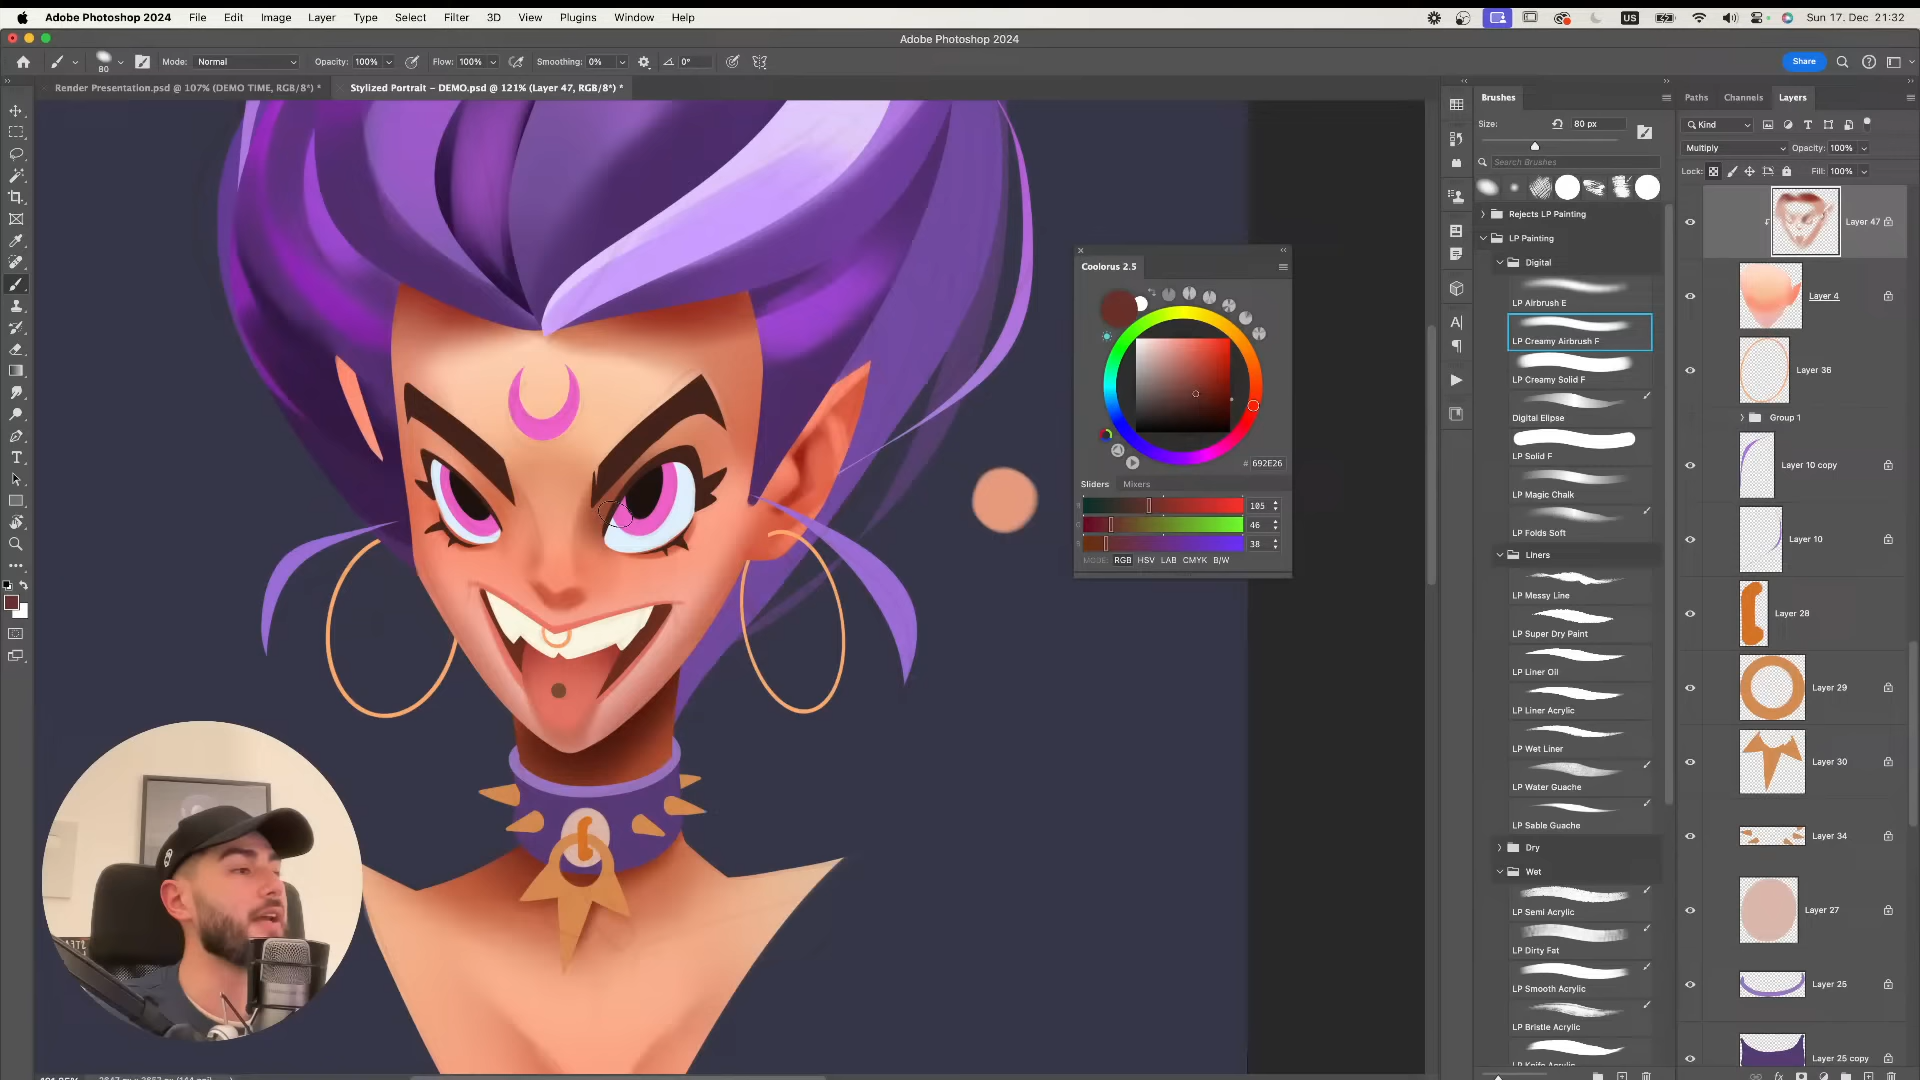 Adobe Photoshop 2024 File Edit Image Layer Type Select Filter 3D View Plugins Window Help US Sun 17. Dec 21:32
Adobe Photoshop 2024
80 Mode: Normal Opacity: 100% Flow: 100% Smoothing: 0% 0° Share
Render Presentation.psd @ 107% (DEMO TIME, RGB/8*) *
Stylized Portrait – DEMO.psd @ 121% (Layer 47, RGB/8*) *
Coolorus 2.5
# 692E26
Sliders Mixers
105
46
38
MODE: RGB HSV LAB CMYK B/W
Brushes
Size: 80 px
Search Brushes
Rejects LP Painting
LP Painting
Digital
LP Airbrush E
LP Creamy Airbrush F
LP Creamy Solid F
Digital Elipse
LP Solid F
LP Magic Chalk
LP Folds Soft
Liners
LP Messy Line
LP Super Dry Paint
LP Liner Oil
LP Liner Acrylic
LP Wet Liner
LP Water Guache
LP Sable Guache
Dry
Wet
LP Semi Acrylic
LP Dirty Fat
LP Smooth Acrylic
LP Bristle Acrylic
Paths Channels Layers
Kind
Multiply Opacity: 100%
Lock: Fill: 100%
Layer 47
Layer 4
Layer 36
Group 1
Layer 10 copy
Layer 10
Layer 28
Layer 29
Layer 30
Layer 34
Layer 27
Layer 25
Layer 25 copy